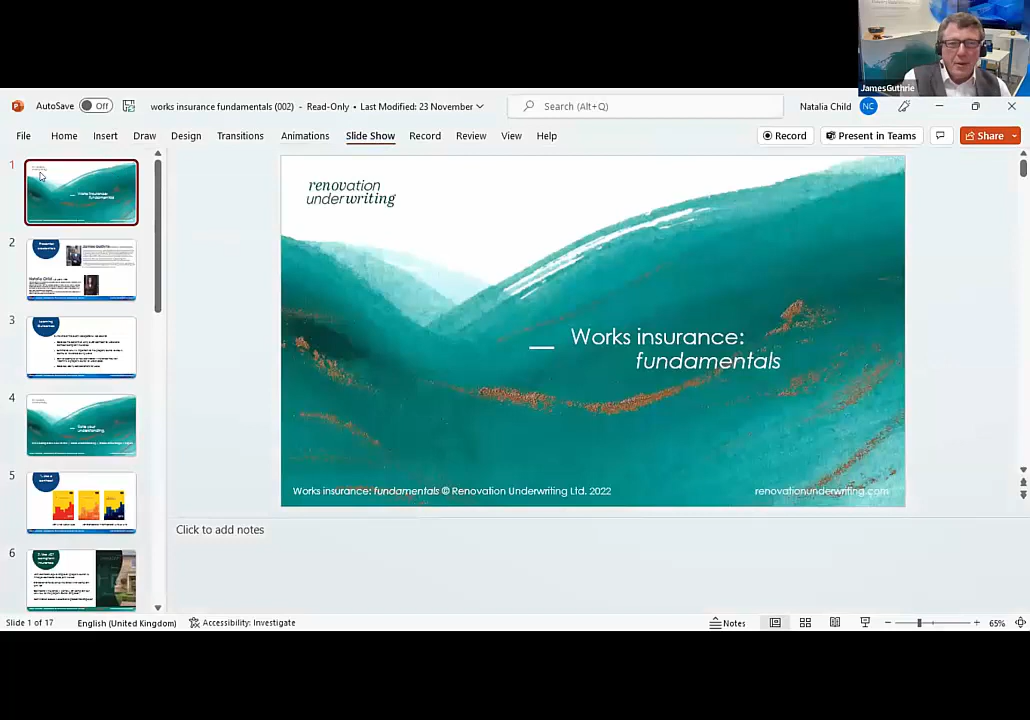 James Guthrie
AutoSave Off works insurance fundamentals (002) - Read-Only • Last Modified: 23 November Search (Alt+Q) Natalia Child NC
File Home Insert Draw Design Transitions Animations Slide Show Record Review View Help Record Present in Teams Share
1
2
3
4
5
6
renovation
underwriting
Works insurance:
fundamentals
Works insurance: fundamentals © Renovation Underwriting Ltd. 2022 renovationunderwriting.com
Click to add notes
Slide 1 of 17 English (United Kingdom) Accessibility: Investigate Notes 65%